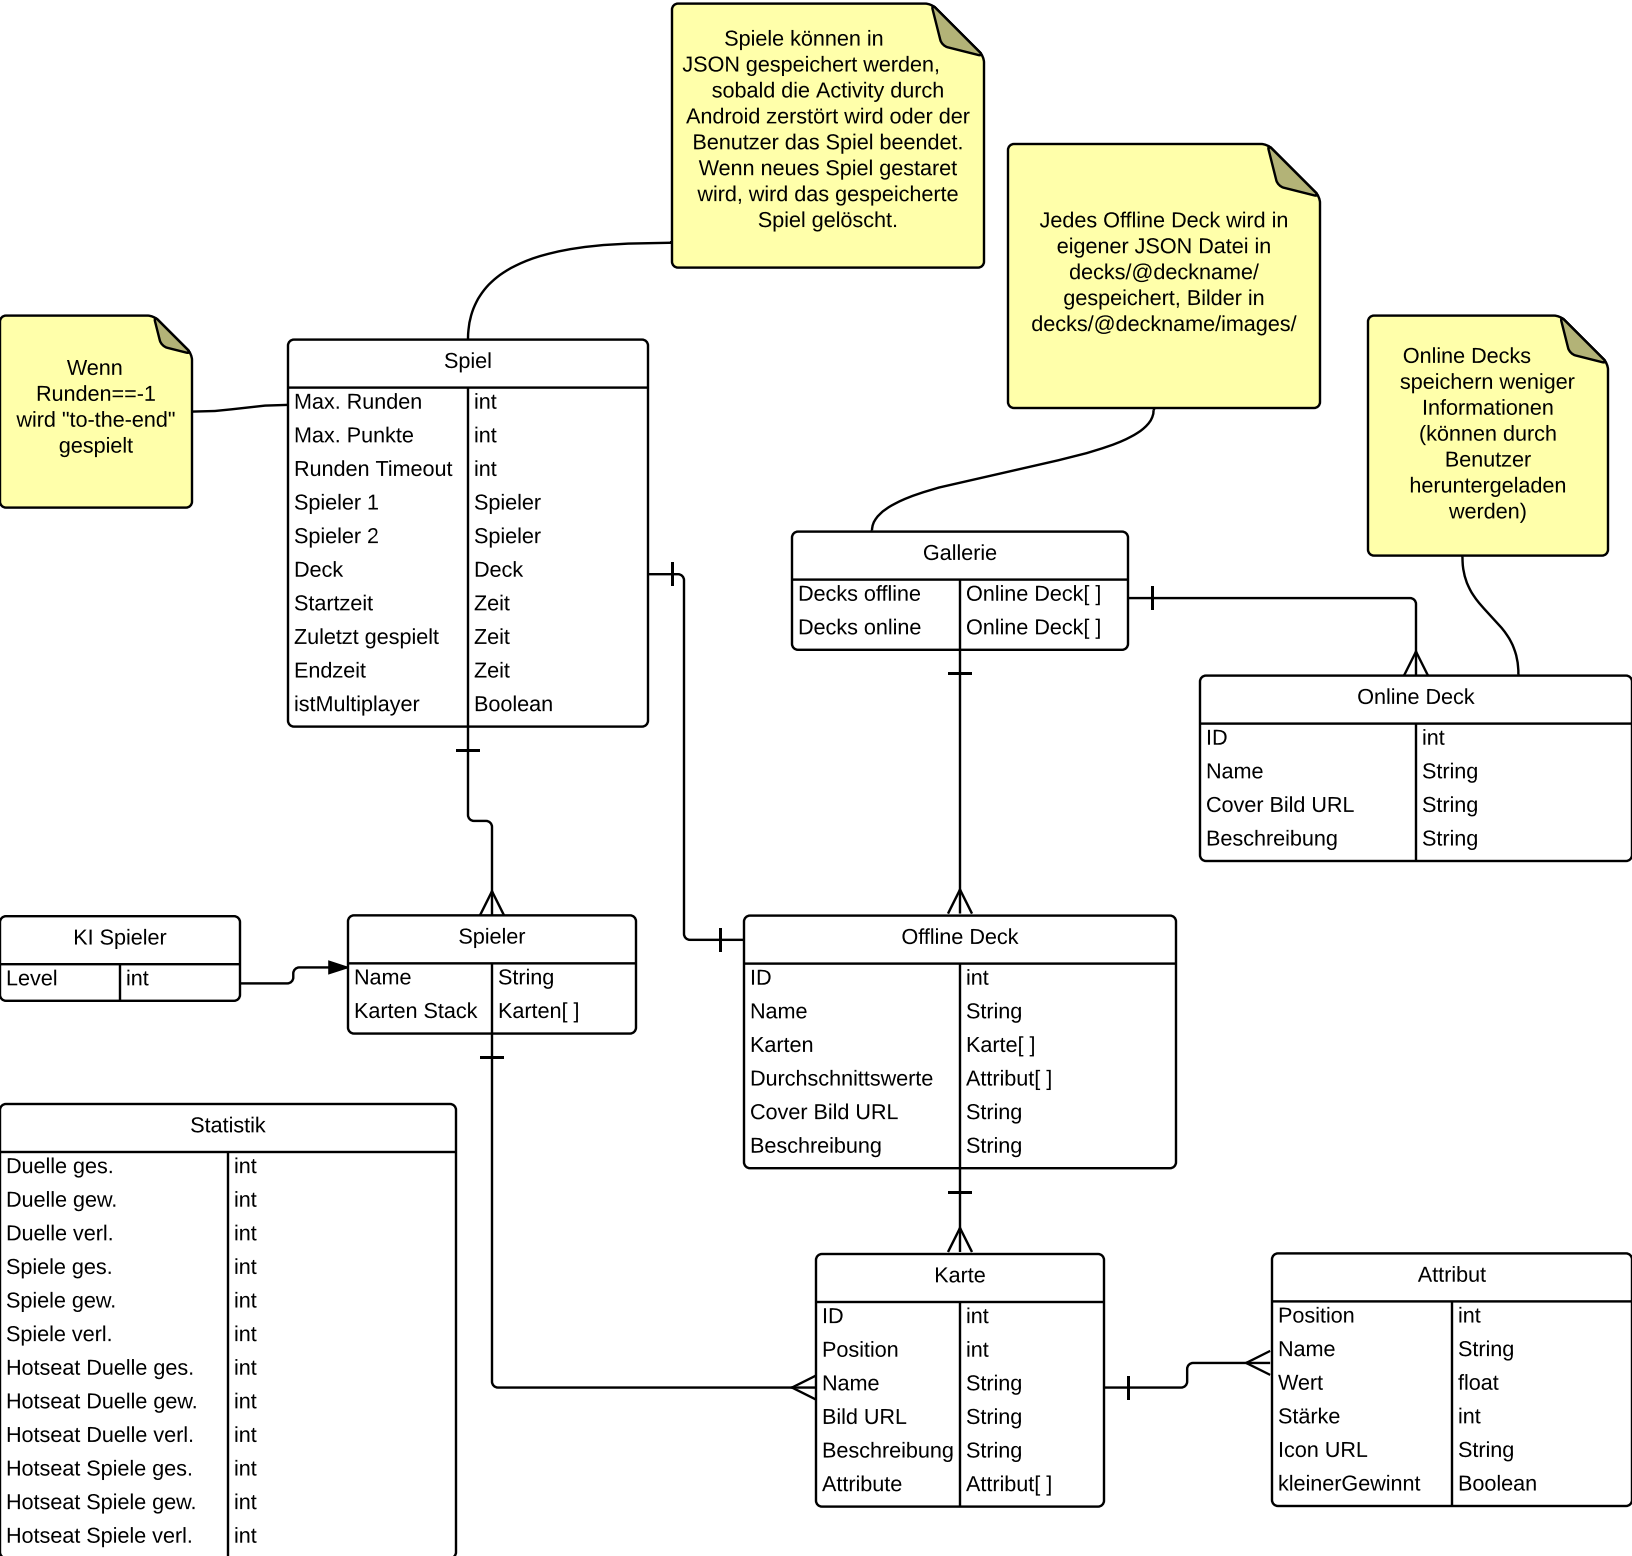 Spiele können in
JSON gespeichert werden,
sobald die Activity durch
Android zerstört wird oder der
Benutzer das Spiel beendet.
Wenn neues Spiel gestaret
wird, wird das gespeicherte
Spiel gelöscht.
Jedes Offline Deck wird in
eigener JSON Datei in
decks/@deckname/
gespeichert, Bilder in
decks/@deckname/images/
Online Decks
speichern weniger
Informationen
(können durch
Benutzer
heruntergeladen
werden)
Wenn
Runden==-1
wird "to-the-end"
gespielt
Spiel
Max. Runden int
Max. Punkte int
Runden Timeout int
Spieler 1 Spieler
Spieler 2 Spieler
Deck Deck
Startzeit Zeit
Zuletzt gespielt Zeit
Endzeit Zeit
istMultiplayer Boolean
Gallerie
Decks offline Online Deck[ ]
Decks online Online Deck[ ]
Online Deck
ID int
Name String
Cover Bild URL String
Beschreibung String
KI Spieler
Level int
Spieler
Name String
Karten Stack Karten[ ]
Offline Deck
ID int
Name String
Karten Karte[ ]
Durchschnittswerte Attribut[ ]
Cover Bild URL String
Beschreibung String
Statistik
Duelle ges. int
Duelle gew. int
Duelle verl. int
Spiele ges. int
Spiele gew. int
Spiele verl. int
Hotseat Duelle ges. int
Hotseat Duelle gew. int
Hotseat Duelle verl. int
Hotseat Spiele ges. int
Hotseat Spiele gew. int
Hotseat Spiele verl. int
Karte
ID int
Position int
Name String
Bild URL String
Beschreibung String
Attribute Attribut[ ]
Attribut
Position int
Name String
Wert float
Stärke int
Icon URL String
kleinerGewinnt Boolean